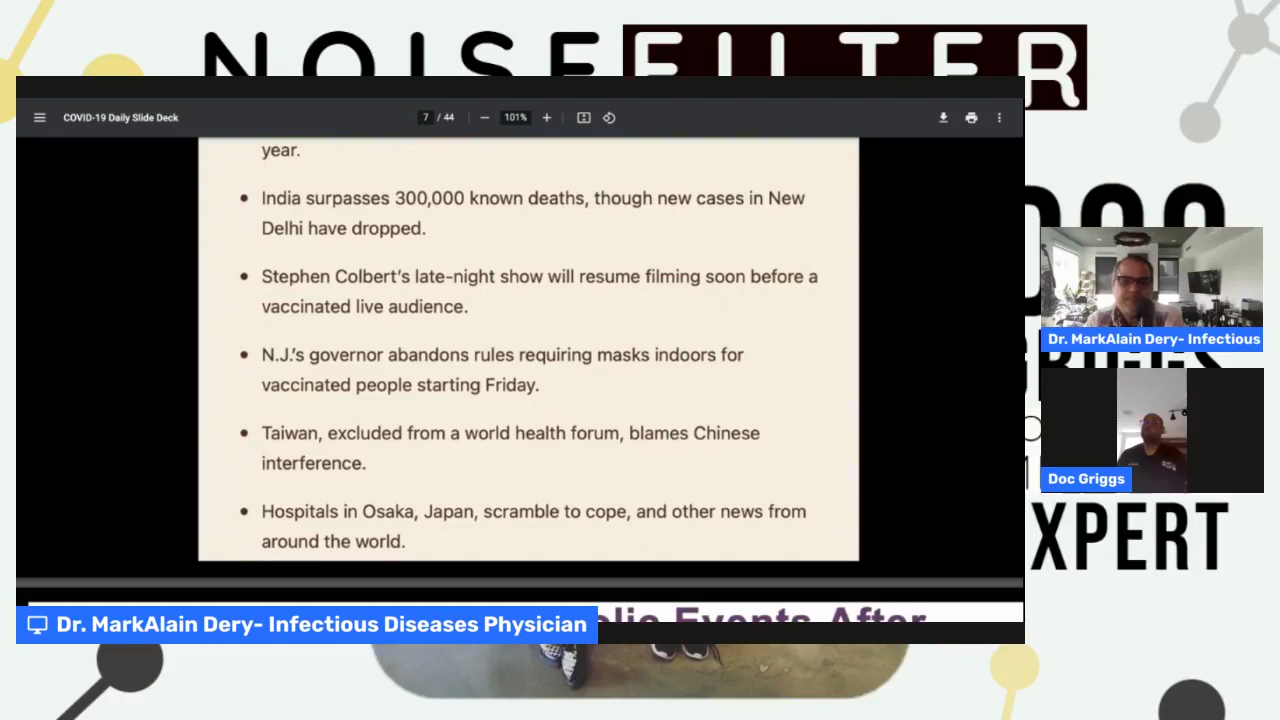 NOISEFILTER
COVID-19 Daily Slide Deck
7 / 44
101%
year.
India surpasses 300,000 known deaths, though new cases in New
Delhi have dropped.
Stephen Colbert’s late-night show will resume filming soon before a
vaccinated live audience.
N.J.’s governor abandons rules requiring masks indoors for
vaccinated people starting Friday.
Taiwan, excluded from a world health forum, blames Chinese
interference.
Hospitals in Osaka, Japan, scramble to cope, and other news from
around the world.
Events After
Dr. MarkAlain Dery- Infectious Diseases Physician
Dr. MarkAlain Dery- Infectious
Doc Griggs
XPERT